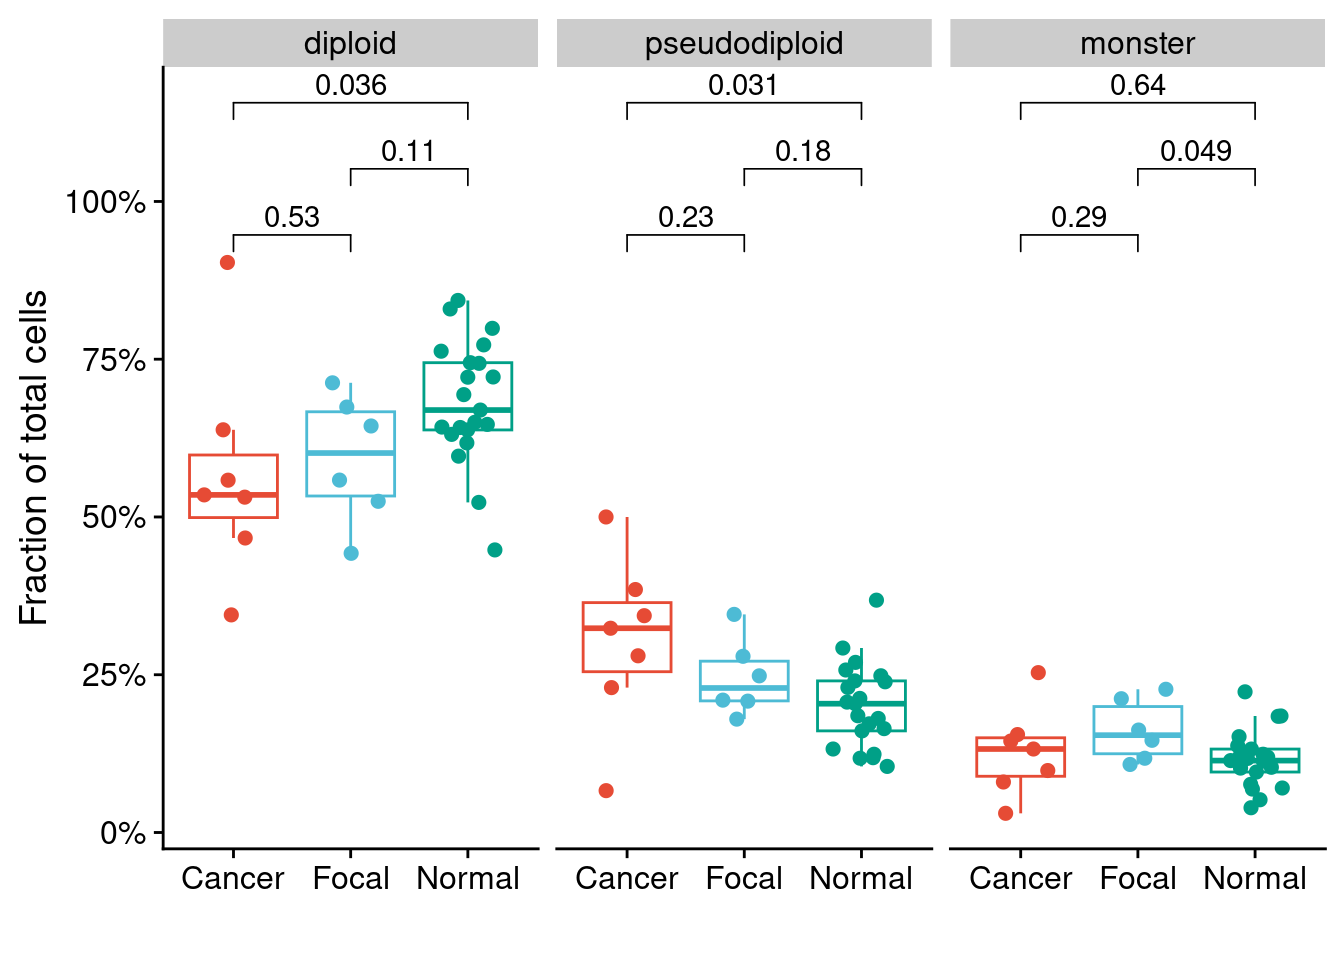 diploid pseudodiploid monster
0.036 0.031 0.64
0.11 0.18 0.049
0.53 0.23 0.29
100%
75%
50%
25%
0%
Fraction of total cells
Cancer Focal Normal Cancer Focal Normal Cancer Focal Normal